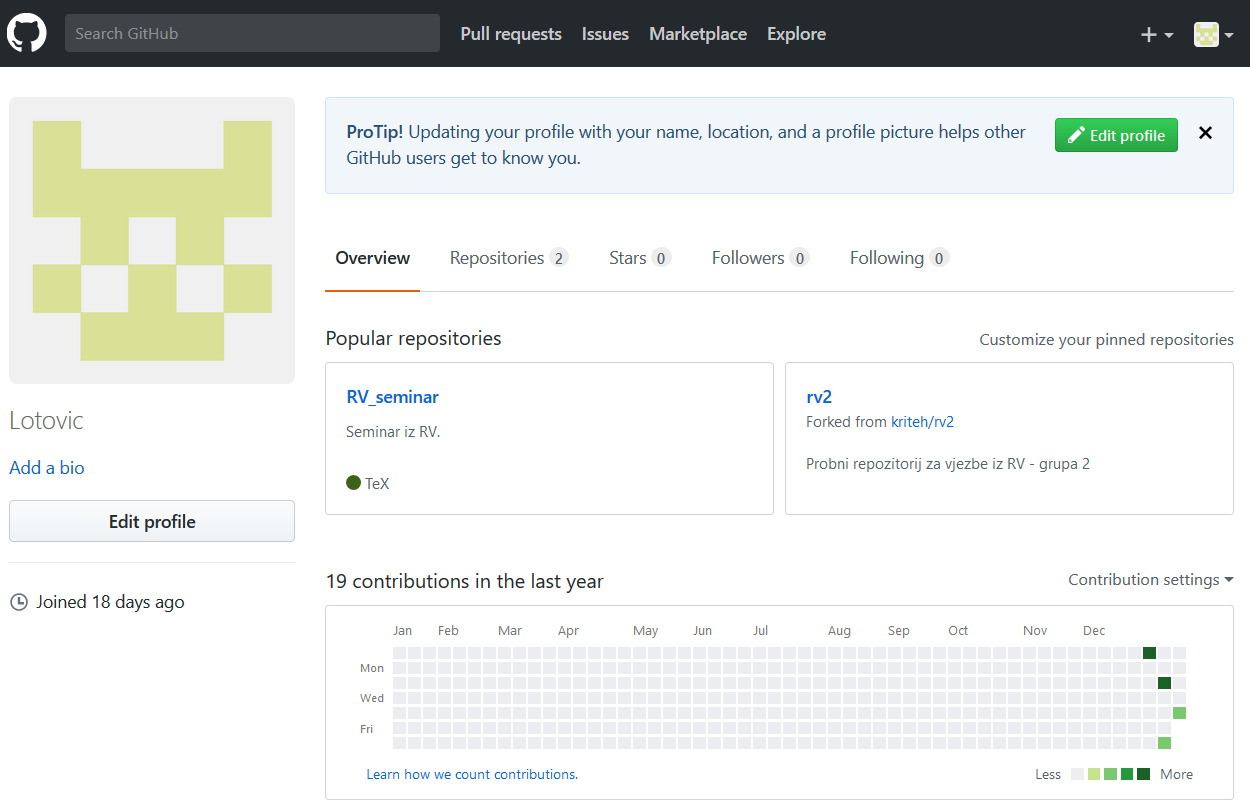 Search GitHub Pull requests Issues Marketplace Explore
ProTip! Updating your profile with your name, location, and a profile picture helps other
GitHub users get to know you.
Edit profile
Lotovic
Add a bio
Edit profile
Joined 18 days ago
Overview Repositories 2 Stars 0 Followers 0 Following 0
Popular repositories Customize your pinned repositories
RV_seminar
Seminar iz RV.
TeX
rv2
Forked from kriteh/rv2
Probni repozitorij za vjezbe iz RV - grupa 2
19 contributions in the last year Contribution settings
Jan Feb Mar Apr May Jun Jul Aug Sep Oct Nov Dec
Mon
Wed
Fri
Learn how we count contributions. Less More